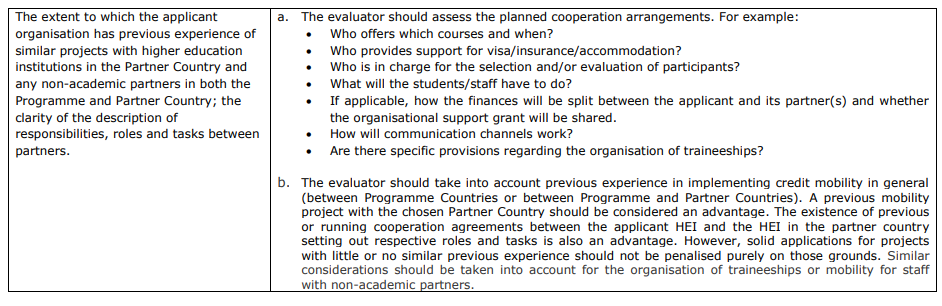 The extent to which the applicant
organisation has previous experience of
similar projects with higher education
institutions in the Partner Country and
any non-academic partners in both the
Programme and Partner Country; the
clarity of the description of
responsibilities, roles and tasks between
partners.
a. The evaluator should assess the planned cooperation arrangements. For example:
• Who offers which courses and when?
• Who provides support for visa/insurance/accommodation?
• Who is in charge for the selection and/or evaluation of participants?
• What will the students/staff have to do?
• If applicable, how the finances will be split between the applicant and its partner(s) and whether
the organisational support grant will be shared.
• How will communication channels work?
• Are there specific provisions regarding the organisation of traineeships?
b. The evaluator should take into account previous experience in implementing credit mobility in general
(between Programme Countries or between Programme and Partner Countries). A previous mobility
project with the chosen Partner Country should be considered an advantage. The existence of previous
or running cooperation agreements between the applicant HEI and the HEI in the partner country
setting out respective roles and tasks is also an advantage. However, solid applications for projects
with little or no similar previous experience should not be penalised purely on those grounds. Similar
considerations should be taken into account for the organisation of traineeships or mobility for staff
with non-academic partners.